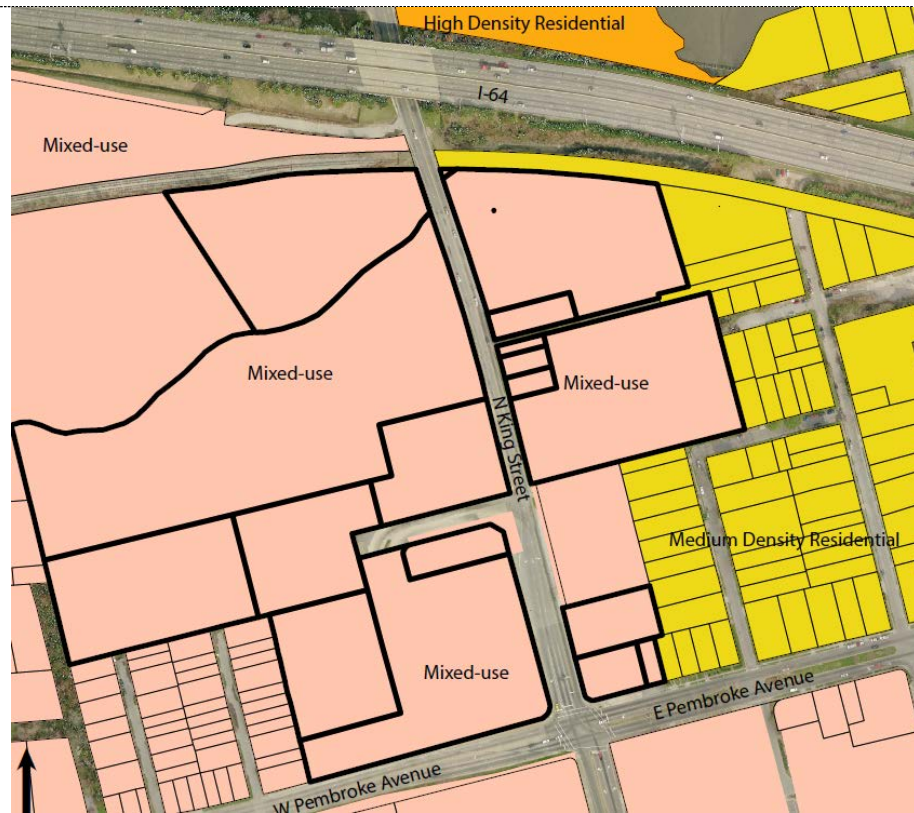 High Density Residential
I-64
Mixed-use
Mixed-use
Mixed-use
N King Street
Medium Density Residential
Mixed-use
E Pembroke Avenue
W Pembroke Avenue